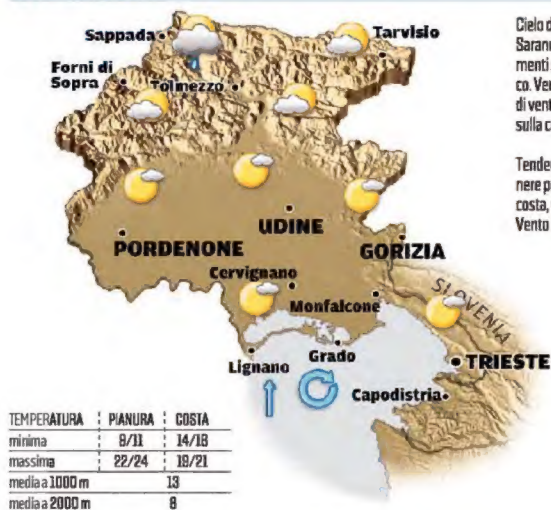 Sappada
Tarvisio
Forni di
Sopra
Tolmezzo
UDINE
PORDENONE
GORIZIA
Cervignano
Monfalcone
SLOVENIA
Lignano
Grado
TRIESTE
Capodistria
TEMPERATURA PIANURA COSTA
minima 8/11 14/16
massima 22/24 19/21
media a 1000 m 13
media a 2000 m 8
Cielo d
Sarann
menti
co. Ven
di vent
sulla c
Tende
nere p
costa,
Vento